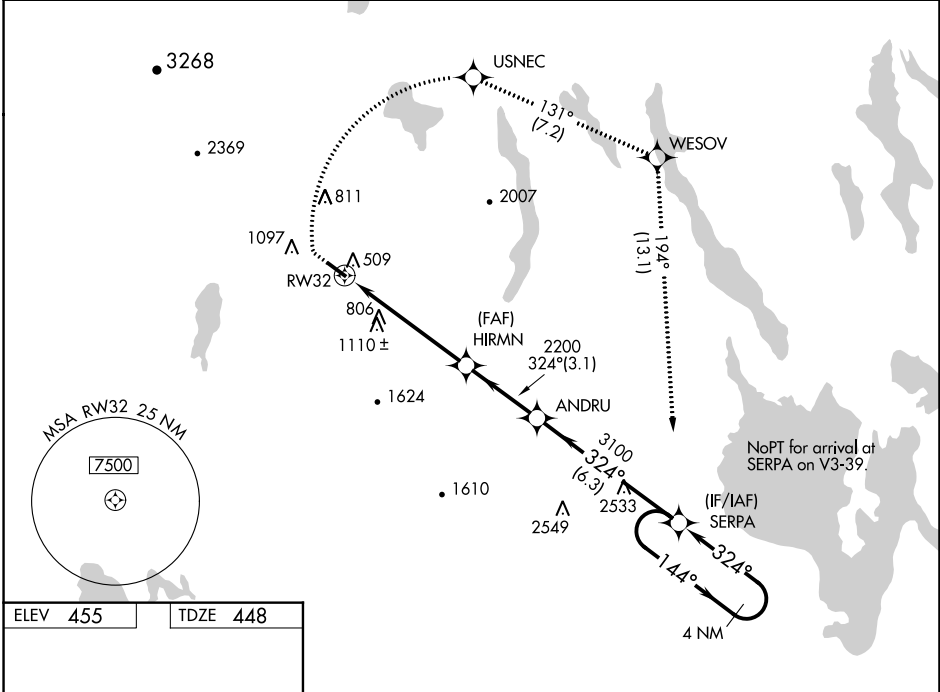 3268
USNEC
131°
(7.2)
WESOV
2369
811
2007
1097
509
RW32
194°
(13.1)
806
1110 ±
(FAF)
HIRMN
2200
324°(3.1)
1624
ANDRU
MSA RW32 25 NM
7500
3100
324°
(6.3)
NoPT for arrival at
SERPA on V3-39.
1610
2549
2533
(IF/IAF)
SERPA
324°
144°
4 NM
ELEV 455
TDZE 448